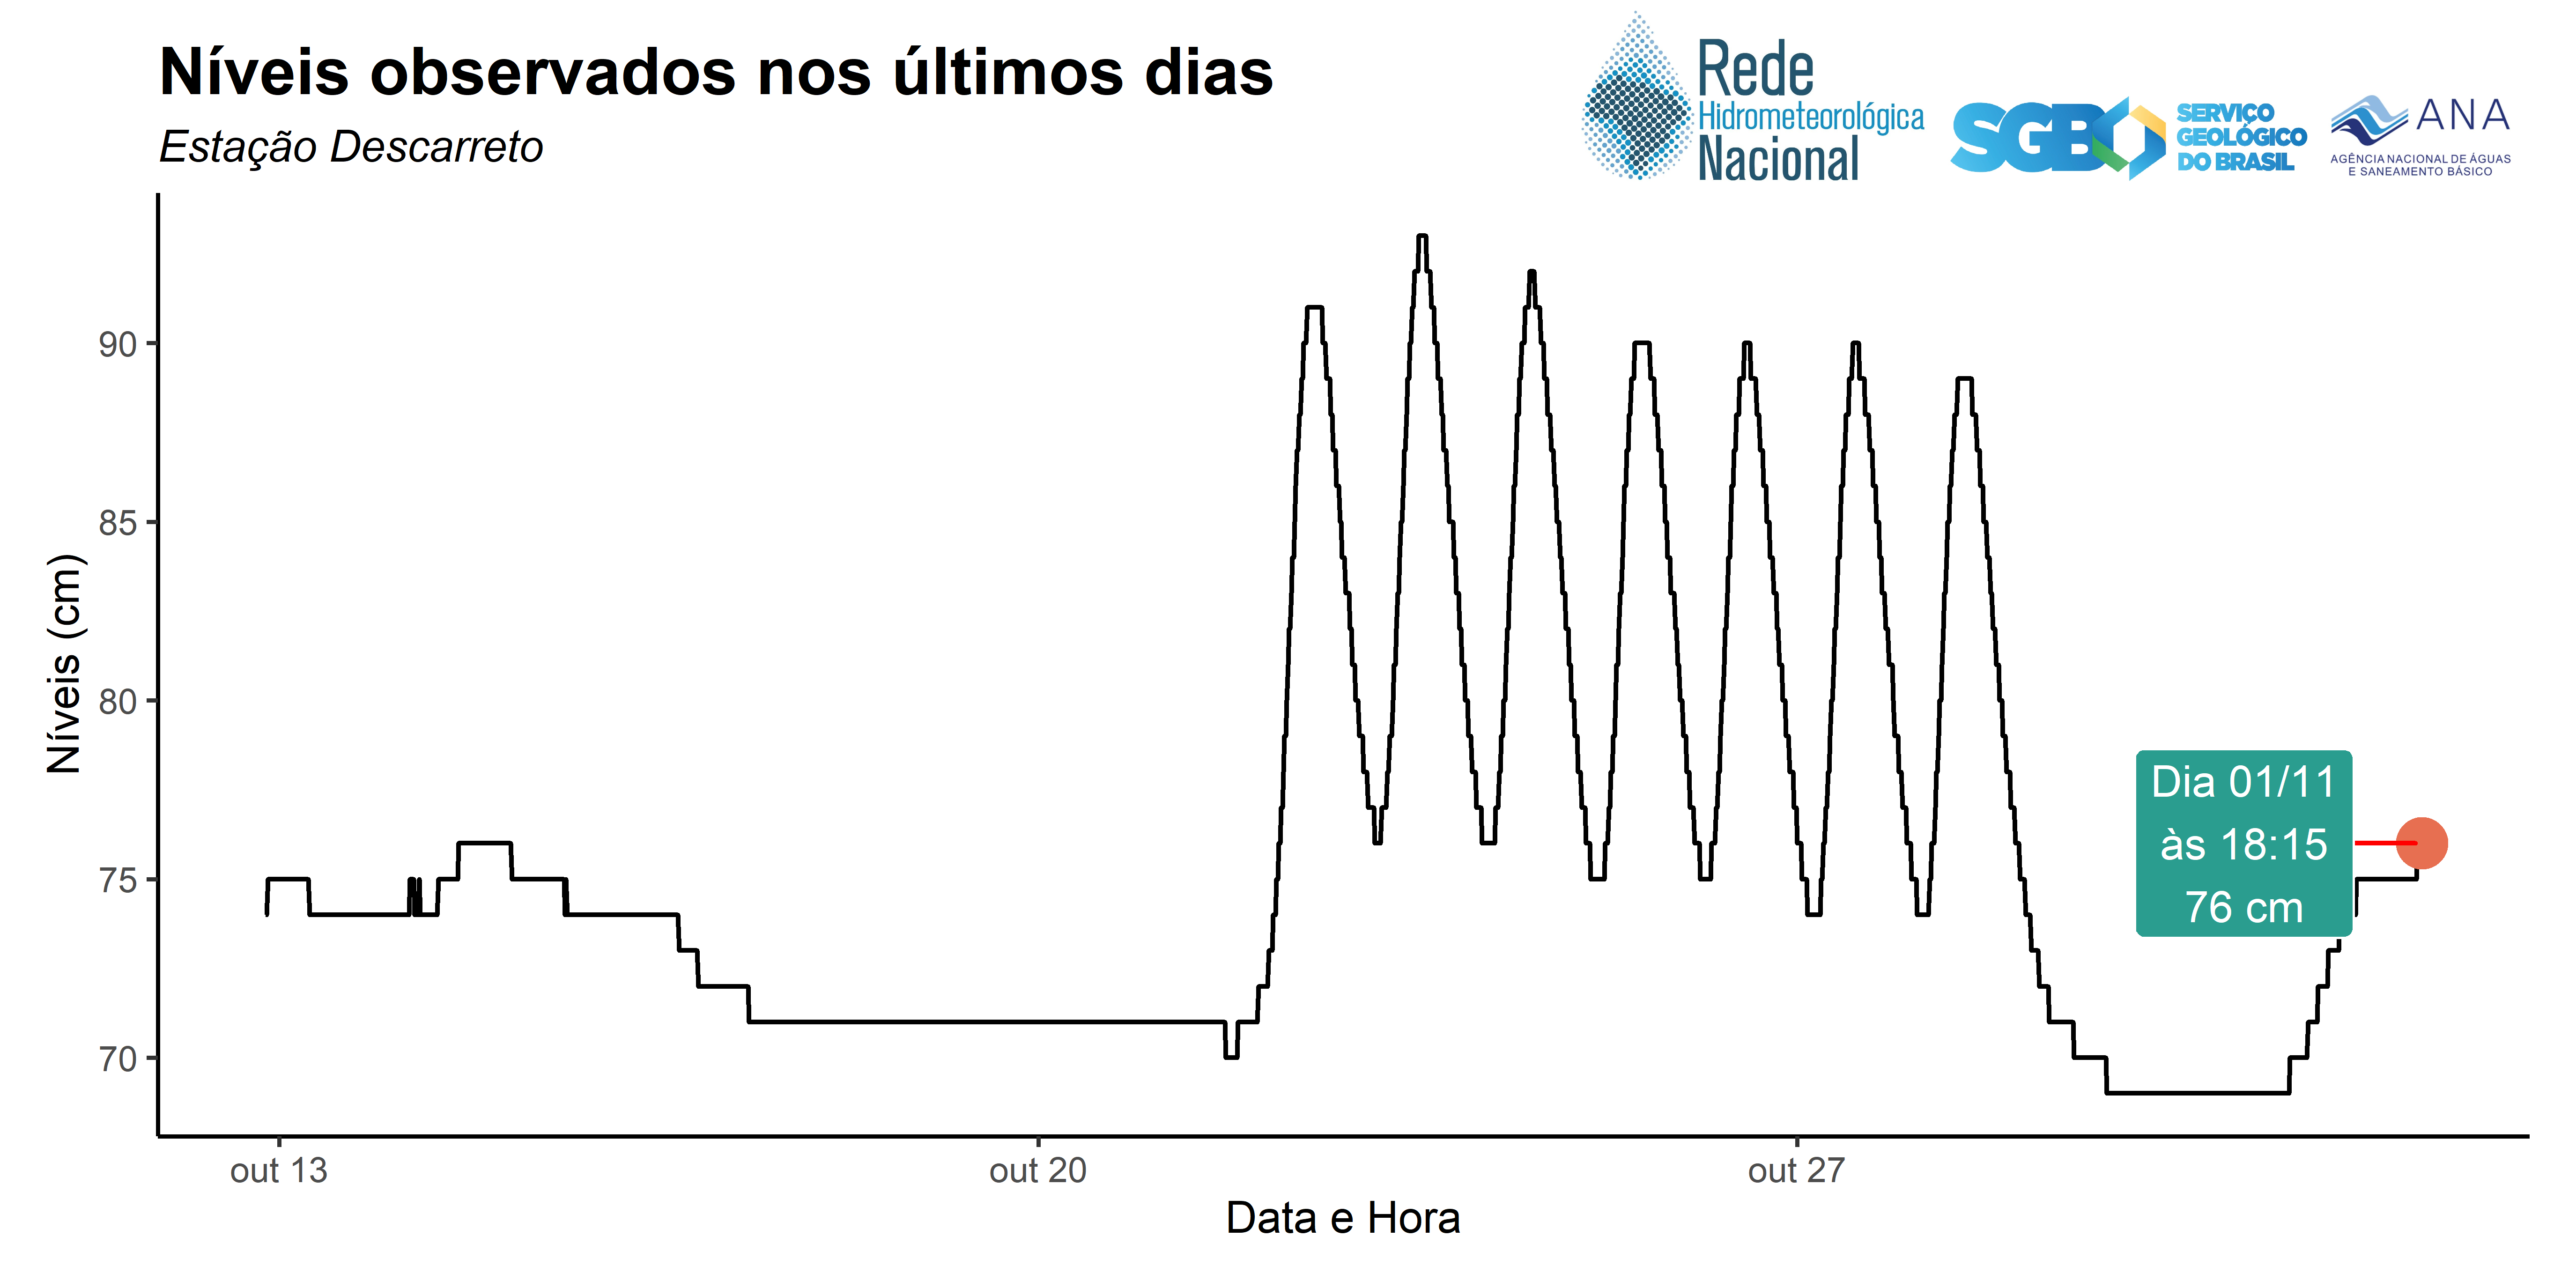 Níveis observados nos últimos dias
Estação Descarreto
Rede
Hidrometeorológica
Nacional
SGB
SERVIÇO
GEOLÓGICO
DO BRASIL
ANA
AGÊNCIA NACIONAL DE ÁGUAS
E SANEAMENTO BÁSICO
Níveis (cm)
90
85
80
75
70
Dia 01/11
às 18:15
76 cm
out 13
out 20
out 27
Data e Hora